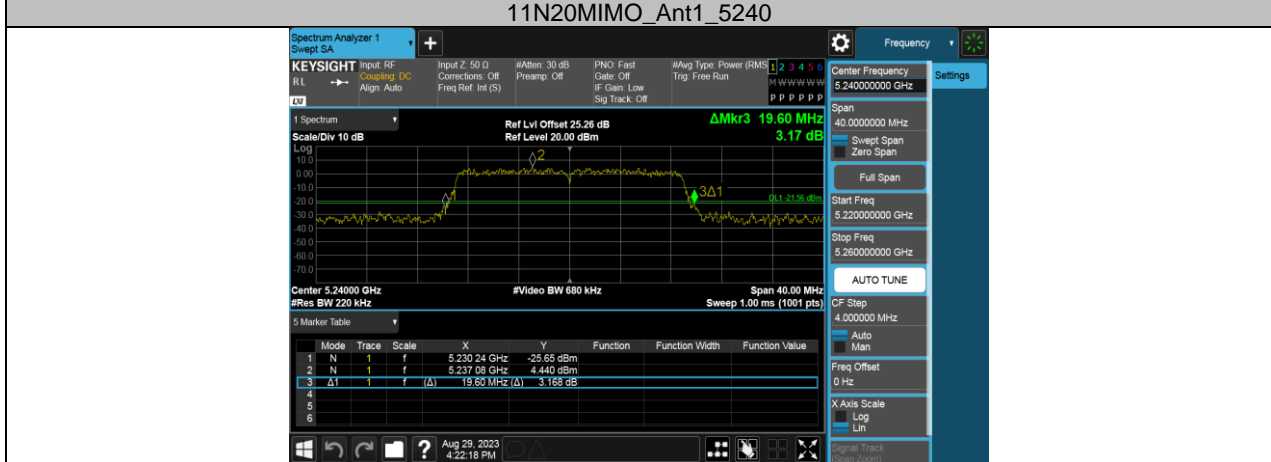 11N20MIMO_Ant1_5240
Spectrum Analyzer 1
Swept SA
Frequency
KEYSIGHT
RL
LXI
Input: RF
Coupling: DC
Align: Auto
Input Z: 50 Ω
Corrections: Off
Freq Ref: Int (S)
#Atten: 30 dB
Preamp: Off
PNO: Fast
Gate: Off
IF Gain: Low
Sig Track: Off
#Avg Type: Power (RMS
Trig: Free Run
1 2 3 4 5 6
M W W W W W
P P P P P P
Center Frequency
5.240000000 GHz
Settings
Span
40.0000000 MHz
Swept Span
Zero Span
Full Span
Start Freq
5.220000000 GHz
Stop Freq
5.260000000 GHz
AUTO TUNE
CF Step
4.000000 MHz
Auto
Man
Freq Offset
0 Hz
X Axis Scale
Log
Lin
Signal Track
(Span Zoom)
1 Spectrum
Scale/Div 10 dB
Ref Lvl Offset 25.26 dB
Ref Level 20.00 dBm
ΔMkr3 19.60 MHz
3.17 dB
Log
10.0
0.00
-10.0
-20.0
-30.0
-40.0
-50.0
-60.0
-70.0
2
3Δ1
DL1 -21.56 dBm
Center 5.24000 GHz
#Video BW 680 kHz
Span 40.00 MHz
#Res BW 220 kHz
Sweep 1.00 ms (1001 pts)
5 Marker Table
Mode Trace Scale X Y Function Function Width Function Value
1 N 1 f 5.230 24 GHz -25.65 dBm
2 N 1 f 5.237 08 GHz 4.440 dBm
3 Δ1 1 f (Δ) 19.60 MHz (Δ) 3.168 dB
4
5
6
?
Aug 29, 2023
4:22:18 PM